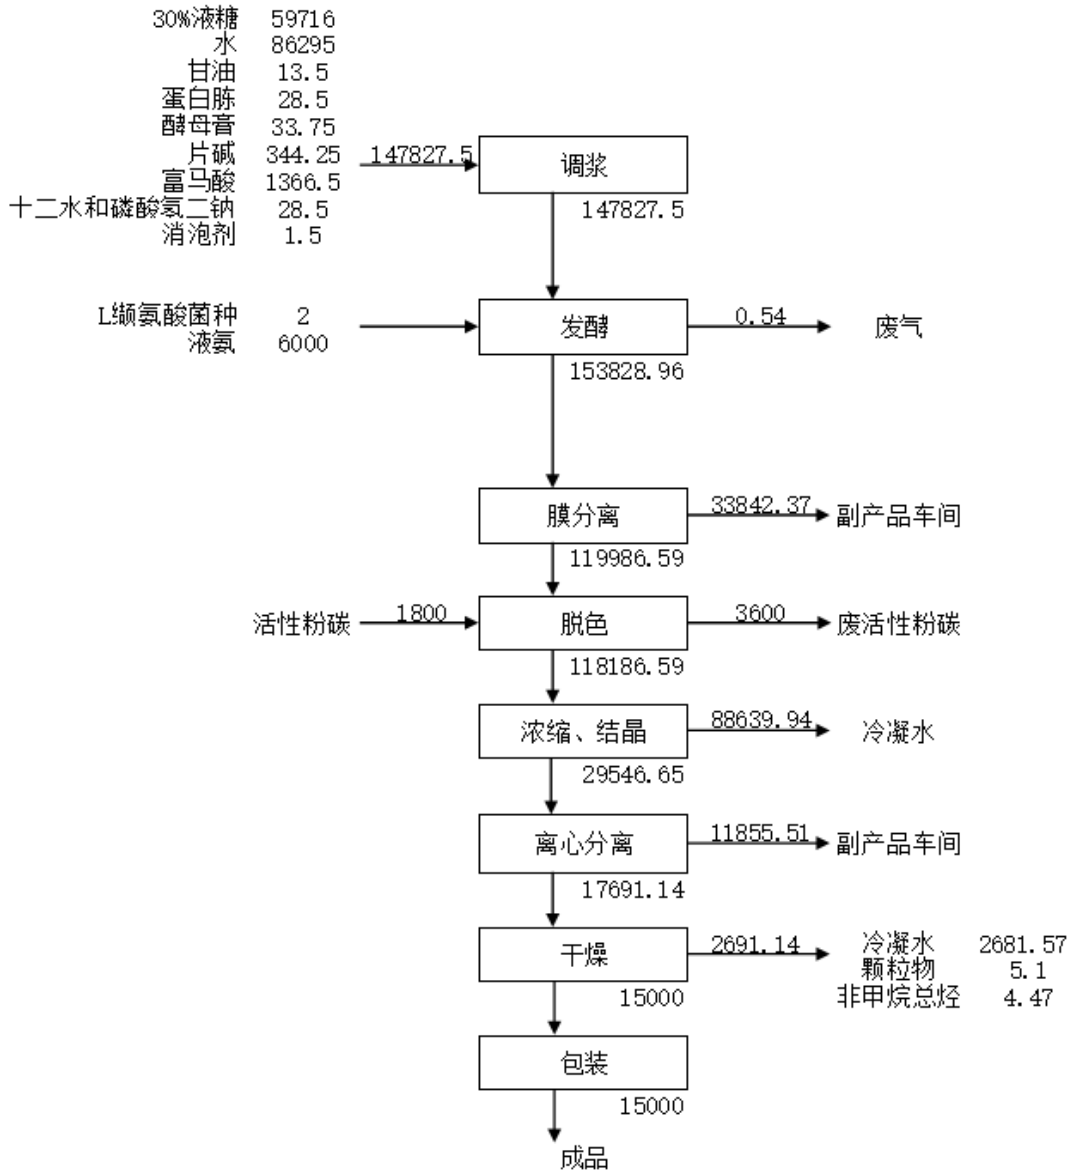 30%液糖 59716
水 86295
甘油 13.5
蛋白胨 28.5
酵母膏 33.75
片碱 344.25 147827.5 调浆
富马酸 1366.5
十二水和磷酸氢二钠 28.5 147827.5
消泡剂 1.5
L缬氨酸菌种 2 发酵 0.54 废气
液氨 6000
153828.96
膜分离 33842.37 副产品车间
119986.59
活性粉碳 1800 脱色 3600 废活性粉碳
118186.59
浓缩、结晶 88639.94 冷凝水
29546.65
离心分离 11855.51 副产品车间
17691.14
干燥 2691.14 冷凝水 2681.57
颗粒物 5.1
15000 非甲烷总烃 4.47
包装
15000
成品